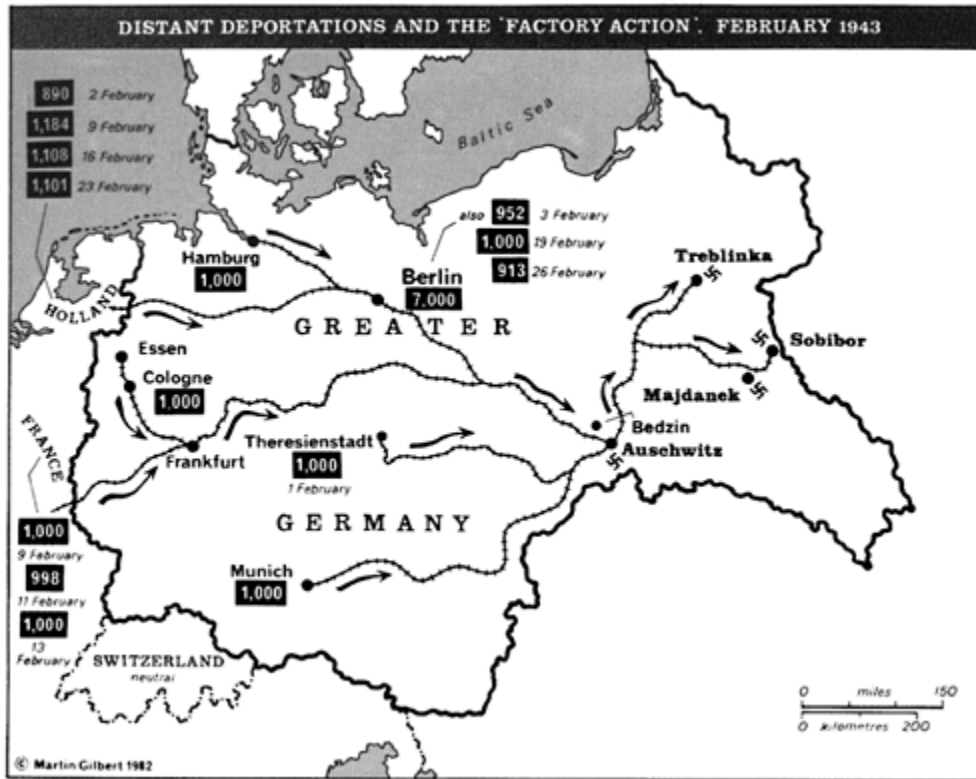 DISTANT DEPORTATIONS AND THE 'FACTORY ACTION'. FEBRUARY 1943
890 2 February
1,184 9 February
1,108 16 February
1,101 23 February
Baltic Sea
also 952 3 February
1,000 19 February
913 26 February
Hamburg
1,000
Berlin
7,000
Treblinka
HOLLAND
GREATER
Essen
Sobibor
Cologne
1,000
Majdanek
Bedzin
FRANCE
Frankfurt
Theresienstadt
1,000
1 February
Auschwitz
GERMANY
1,000
9 February
998
11 February
1,000
13
February
Munich
1,000
SWITZERLAND
neutral
0 miles 150
0 kilometres 200
© Martin Gilbert 1982